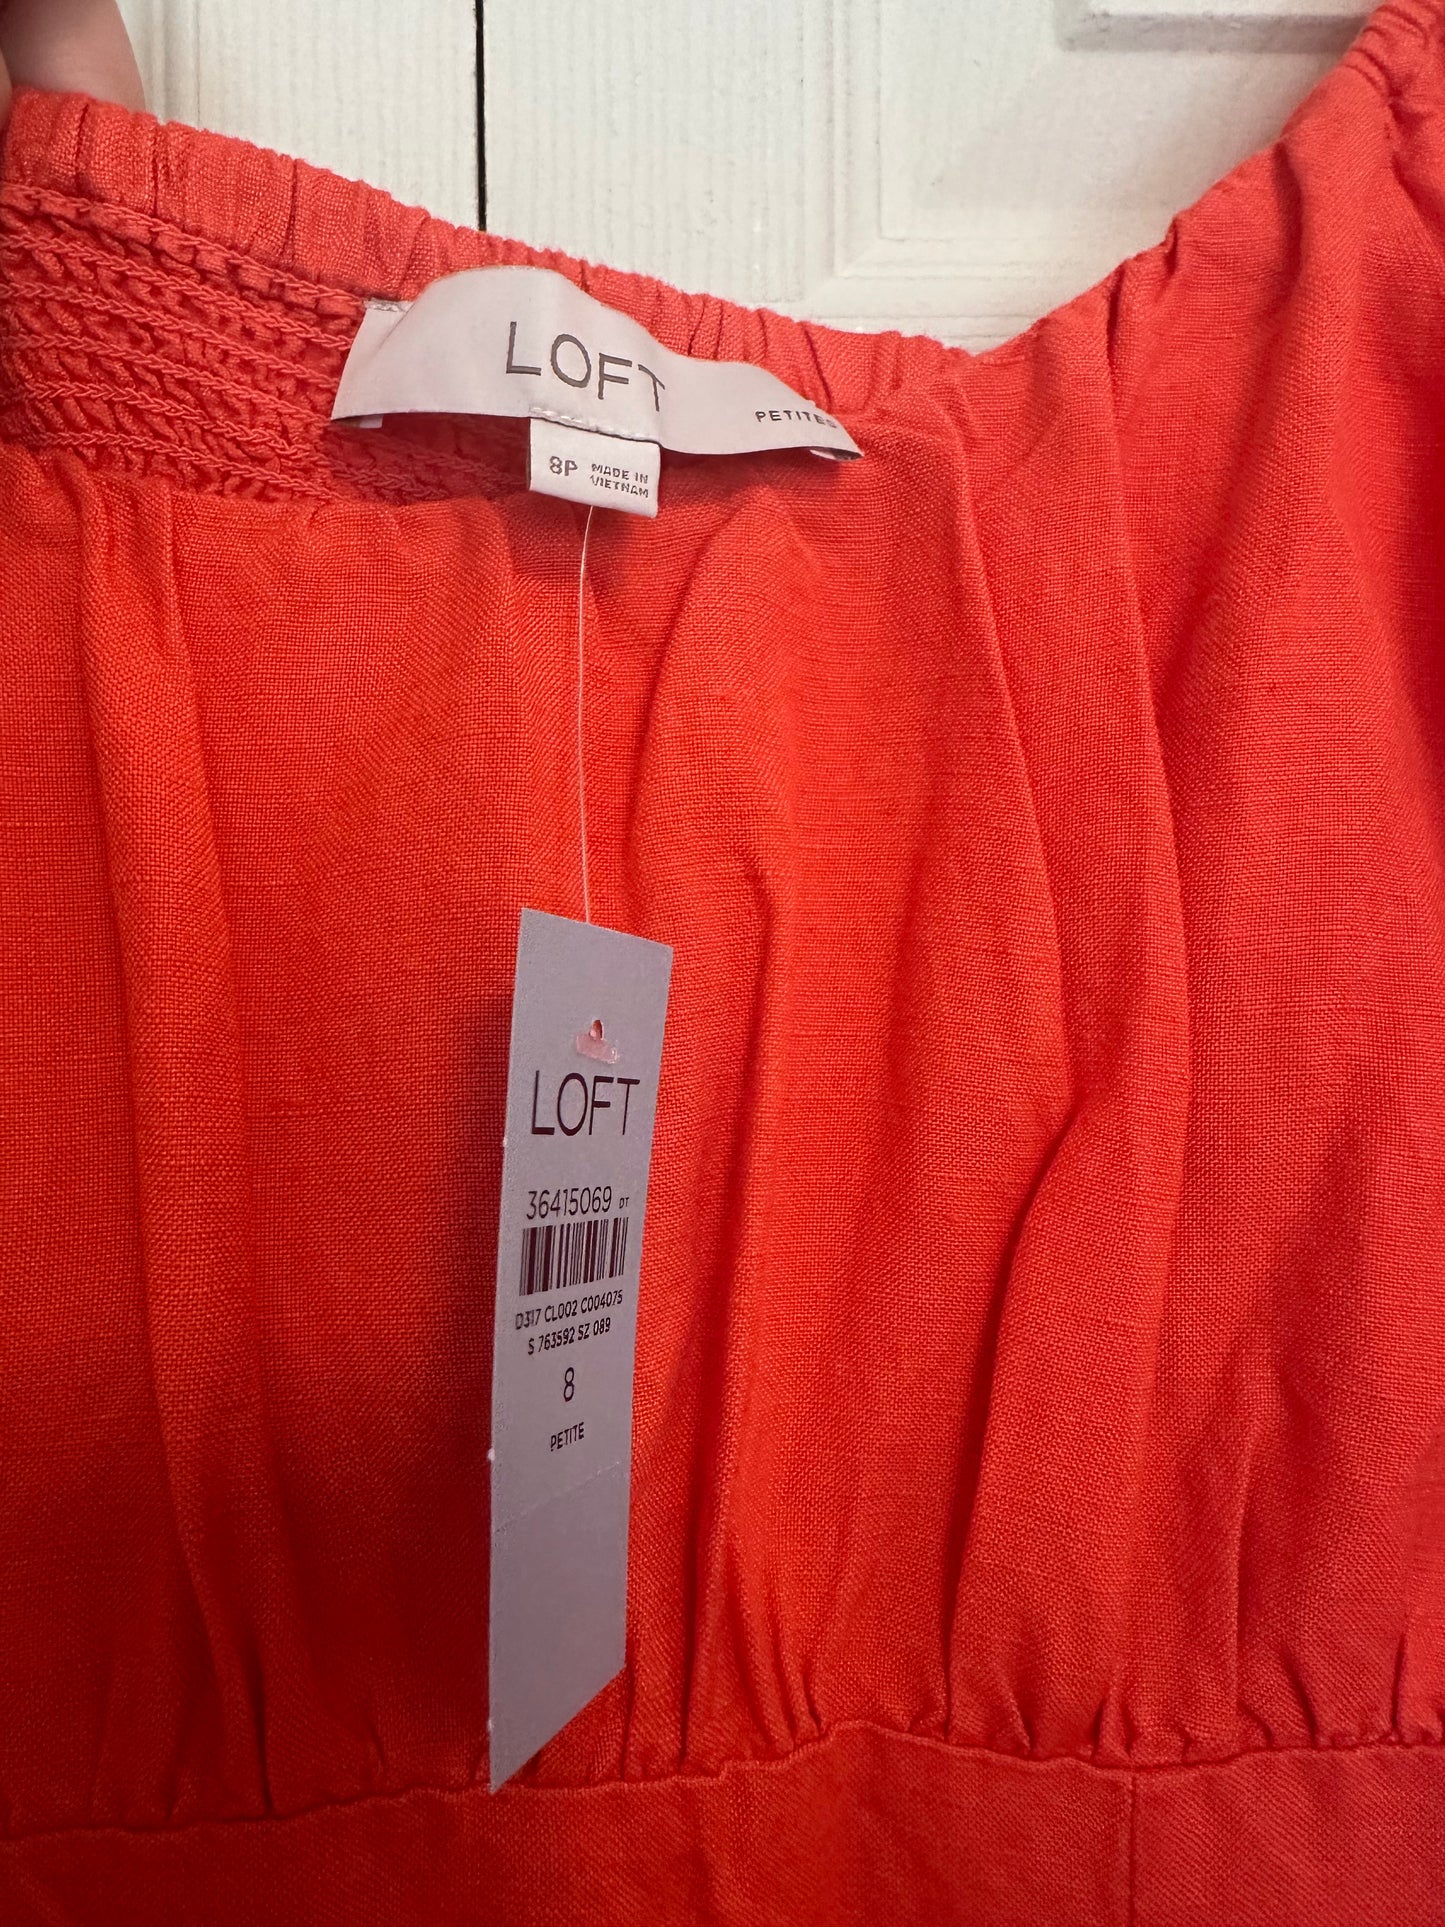 LOFT
PETITES
8P MADE IN
VIETNAM
LOFT
36415069 DT
D317 CL002 C004075
S 763592 SZ 089
8
PETITE